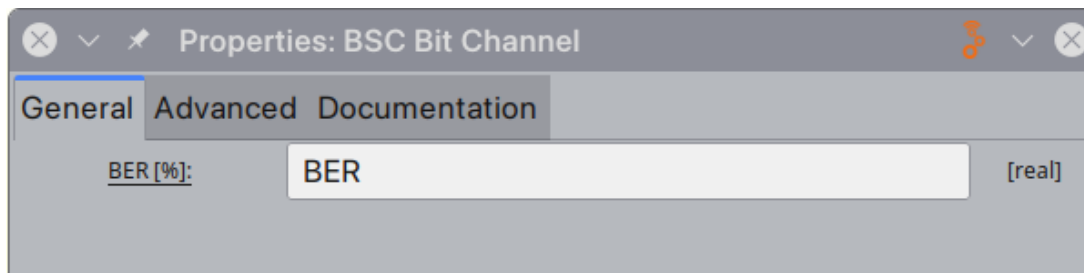 Properties: BSC Bit Channel
General Advanced Documentation
BER [%]: BER [real]